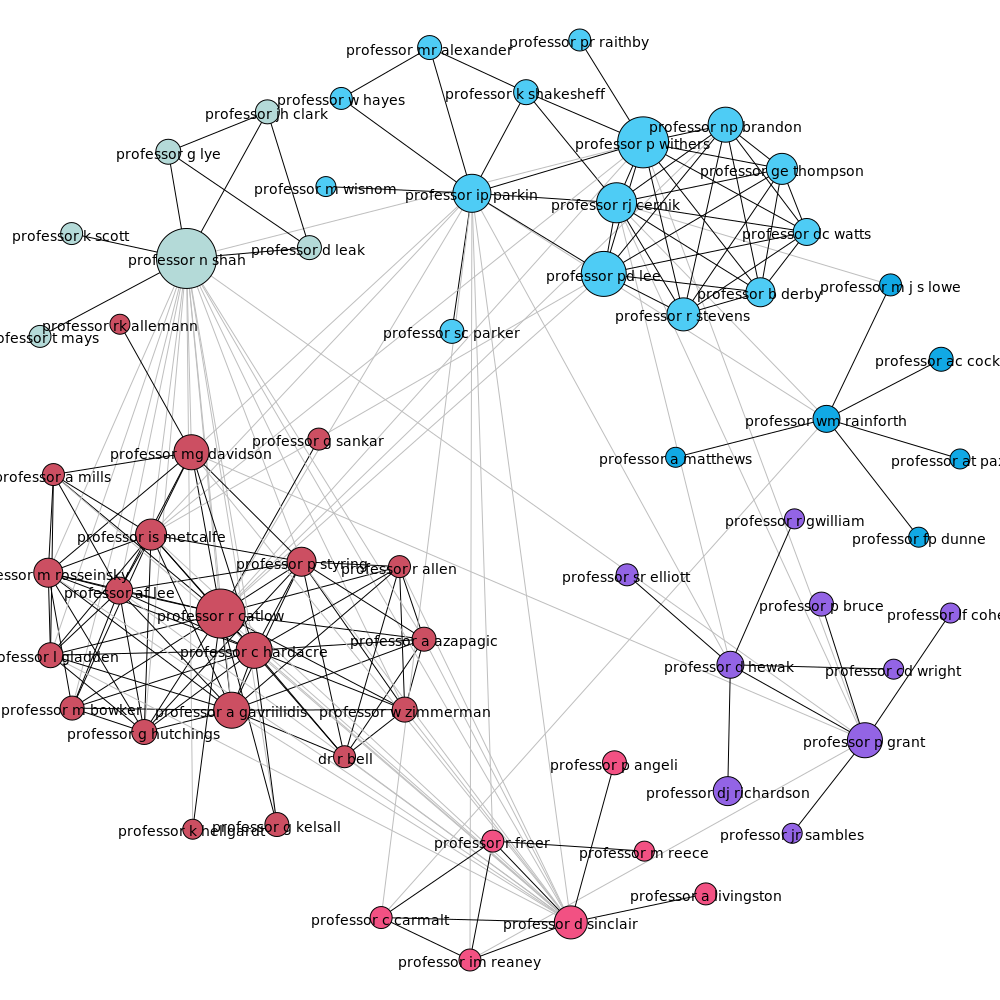 professor pr raithby
professor mr alexander
professor k shakesheff
professor w hayes
professor jh clark
professor np brandon
professor p withers
professor g lye
professor ge thompson
professor m wisnom
professor ip parkin
professor rj cernik
professor k scott
professor dc watts
professor d leak
professor n shah
professor pd lee
professor m j s lowe
professor b derby
professor r stevens
professor rk allemann
professor sc parker
ofessor t mays
professor ac cock
professor wm rainforth
professor g sankar
professor mg davidson
professor a matthews
professor at pax
professor a mills
professor r gwilliam
professor is metcalfe
professor fp dunne
professor p styring
professor r allen
essor m rosseinsky
professor sr elliott
professor af lee
professor p bruce
professor lf cohe
professor r catlow
professor a azapagic
professor c hardacre
ofessor l gladden
professor d hewak
professor cd wright
professor m bowker
professor a gavriilidis
professor w zimmerman
professor g hutchings
professor p grant
dr r bell
professor p angeli
professor dj richardson
professor k hellgardt
professor g kelsall
professor jr sambles
professor r freer
professor m reece
professor a livingston
professor c carmalt
professor d sinclair
professor im reaney